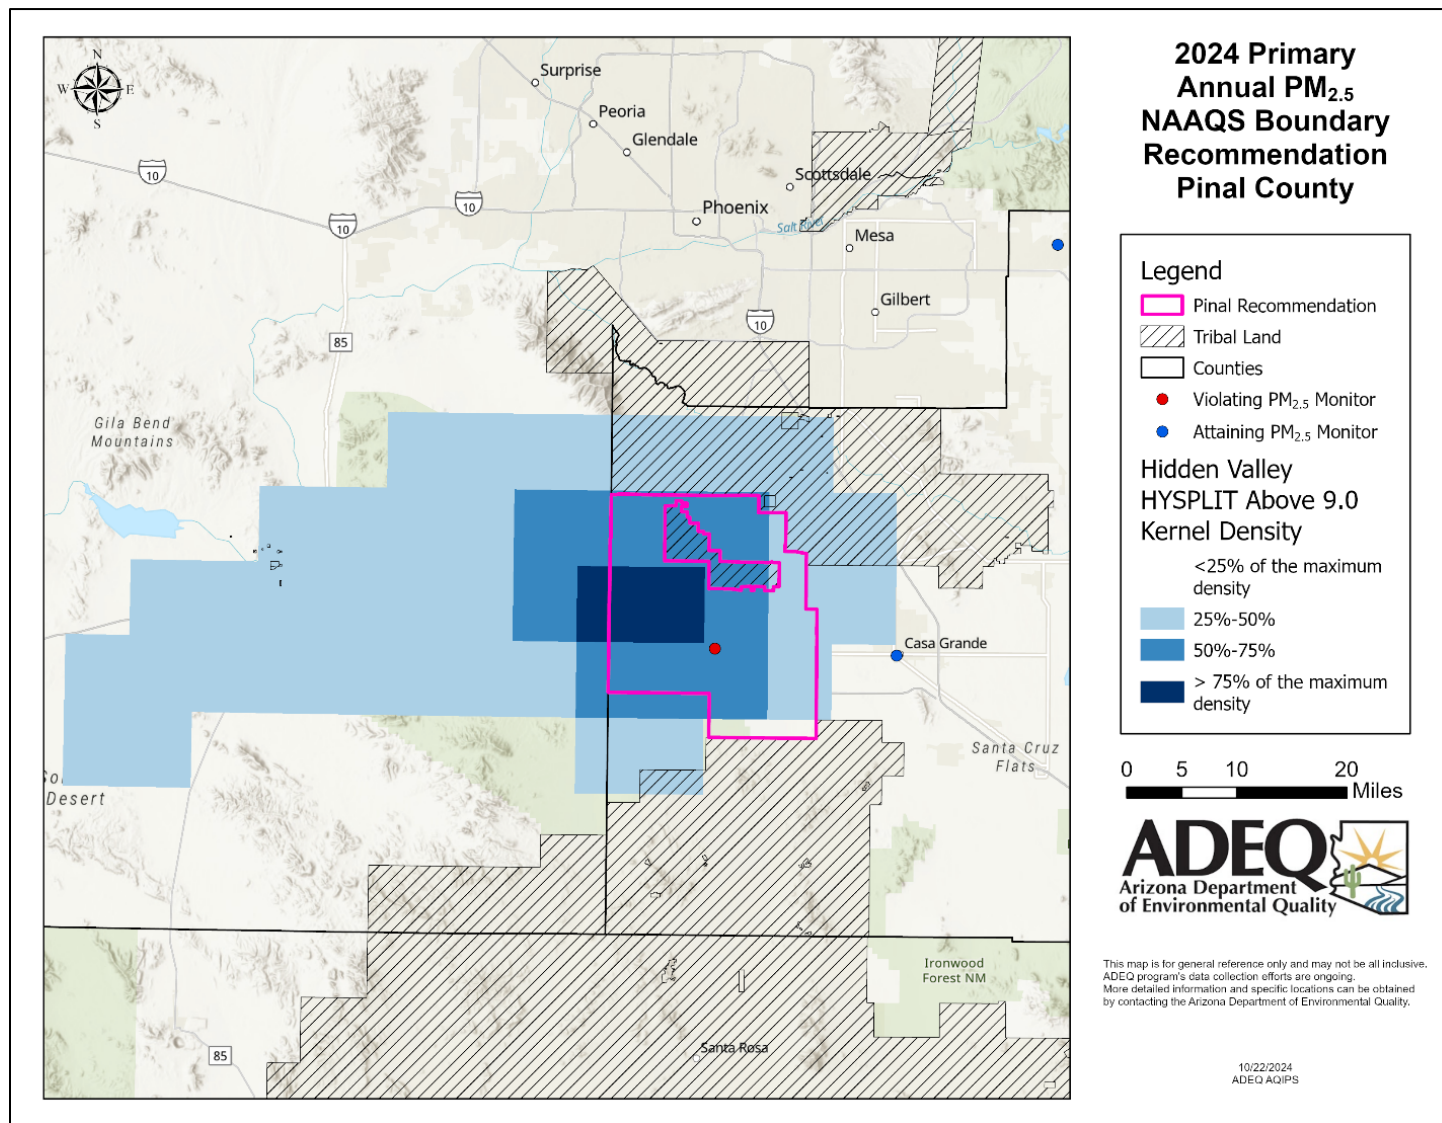 2024 Primary
Annual PM2.5
NAAQS Boundary
Recommendation
Pinal County
N
W
E
S
Surprise
Peoria
Glendale
Scottsdale
Phoenix
Salt River
Mesa
Gilbert
10
10
10
10
85
Gila Bend
Mountains
Casa Grande
Santa Cruz
Flats
Desert
Ironwood
Forest NM
Santa Rosa
85
Legend
Pinal Recommendation
Tribal Land
Counties
Violating PM2.5 Monitor
Attaining PM2.5 Monitor
Hidden Valley
HYSPLIT Above 9.0
Kernel Density
<25% of the maximum
density
25%-50%
50%-75%
> 75% of the maximum
density
0 5 10 20
Miles
ADEQ
Arizona Department
of Environmental Quality
This map is for general reference only and may not be all inclusive.
ADEQ program's data collection efforts are ongoing.
More detailed information and specific locations can be obtained
by contacting the Arizona Department of Environmental Quality.
10/22/2024
ADEQ AQIPS